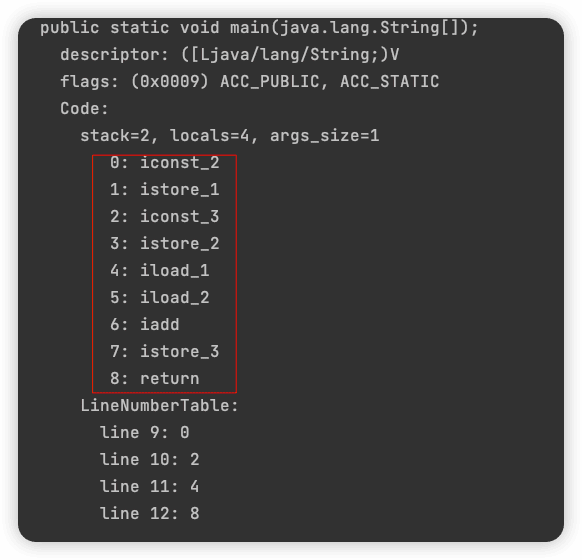 public static void main(java.lang.String[]);
descriptor: ([Ljava/lang/String;)V
flags: (0x0009) ACC_PUBLIC, ACC_STATIC
Code:
stack=2, locals=4, args_size=1
0: iconst_2
1: istore_1
2: iconst_3
3: istore_2
4: iload_1
5: iload_2
6: iadd
7: istore_3
8: return
LineNumberTable:
line 9: 0
line 10: 2
line 11: 4
line 12: 8